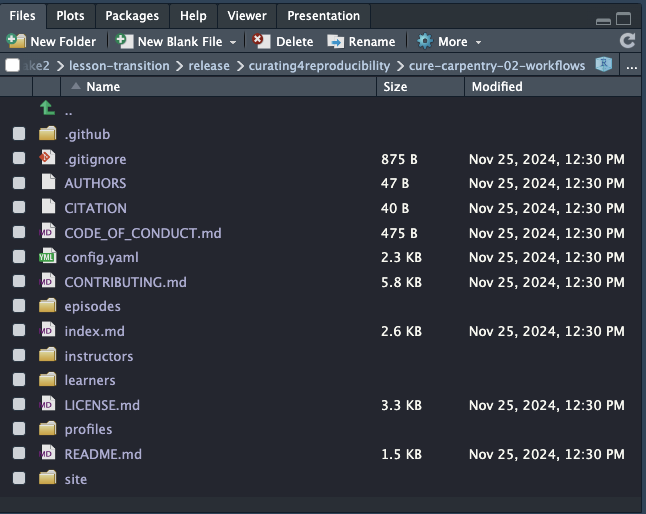 Files Plots Packages Help Viewer Presentation
New Folder New Blank File Delete Rename More
lesson-transition release curating4reproducibility cure-carpentry-02-workflows ...
Name Size Modified
..
.github
.gitignore 875 B Nov 25, 2024, 12:30 PM
AUTHORS 47 B Nov 25, 2024, 12:30 PM
CITATION 40 B Nov 25, 2024, 12:30 PM
CODE_OF_CONDUCT.md 475 B Nov 25, 2024, 12:30 PM
config.yaml 2.3 KB Nov 25, 2024, 12:30 PM
CONTRIBUTING.md 5.8 KB Nov 25, 2024, 12:30 PM
episodes
index.md 2.6 KB Nov 25, 2024, 12:30 PM
instructors
learners
LICENSE.md 3.3 KB Nov 25, 2024, 12:30 PM
profiles
README.md 1.5 KB Nov 25, 2024, 12:30 PM
site